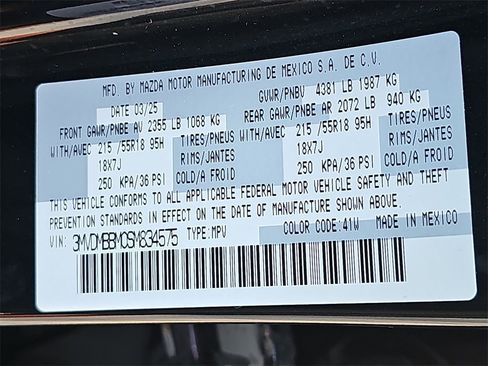 MFD. BY MAZDA MOTOR MANUFACTURING DE MEXICO S.A. DE C.V.
DATE 03/25 GVWR/PNBV 4381 LB 1987 KG
FRONT GAWR/PNBE AV 2355 LB 1068 KG REAR GAWR/PNBE AR 2072 LB 940 KG
WITH/AVEC 215 /55R18 95H TIRES/PNEUS WITH/AVEC 215 /55R18 95H TIRES/PNEUS
18X7J RIMS/JANTES 18X7J RIMS/JANTES
250 KPA/36 PSI COLD/A FROID 250 KPA/36 PSI COLD/A FROID
THIS VEHICLE CONFORMS TO ALL APPLICABLE FEDERAL MOTOR VEHICLE SAFETY AND THEFT
PREVENTION STANDARDS IN EFFECT ON THE DATE OF MANUFACTURE SHOWN ABOVE.
VIN: 3MVDMBBM0SM834575 TYPE:MPV COLOR CODE:41W MADE IN MEXICO